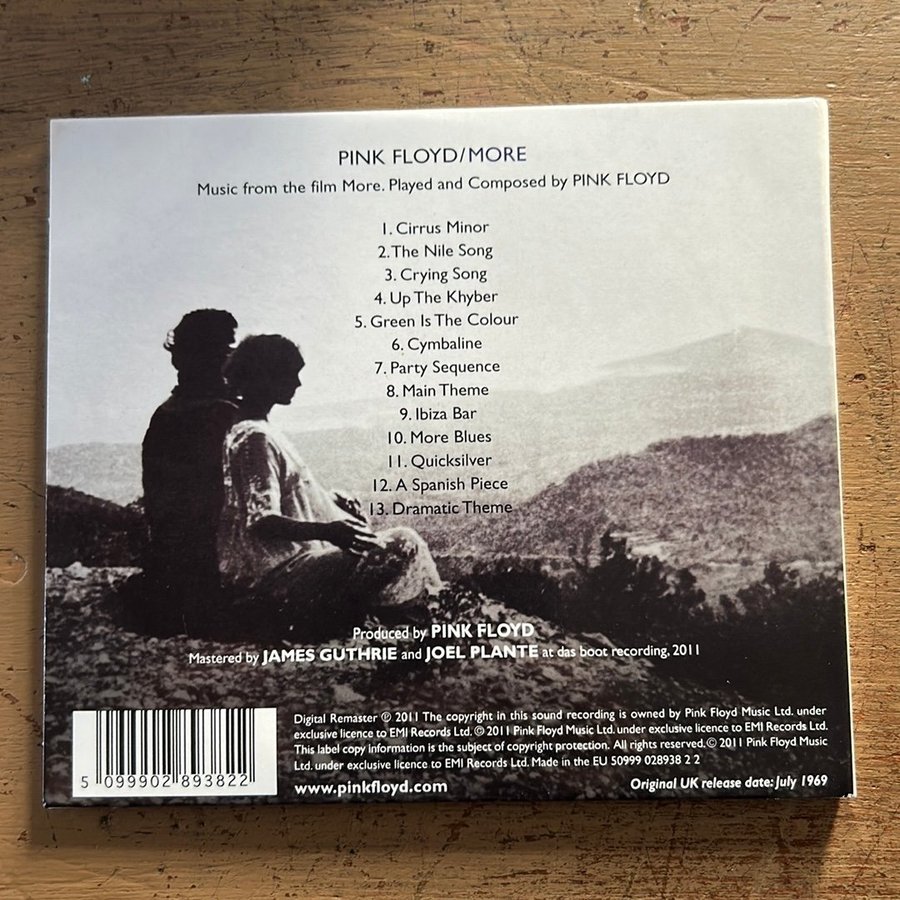 PINK FLOYD/MORE
Music from the film More. Played and Composed by PINK FLOYD
1. Cirrus Minor
2. The Nile Song
3. Crying Song
4. Up The Khyber
5. Green Is The Colour
6. Cymbaline
7. Party Sequence
8. Main Theme
9. Ibiza Bar
10. More Blues
11. Quicksilver
12. A Spanish Piece
13. Dramatic Theme
Produced by PINK FLOYD
Mastered by JAMES GUTHRIE and JOEL PLANTE at das boot recording, 2011
Digital Remaster ℗ 2011 The copyright in this sound recording is owned by Pink Floyd Music Ltd. under
exclusive licence to EMI Records Ltd. © 2011 Pink Floyd Music Ltd. under exclusive licence to EMI Records Ltd.
This label copy information is the subject of copyright protection. All rights reserved. © 2011 Pink Floyd Music
Ltd. under exclusive licence to EMI Records Ltd. Made in the EU 50999 028938 2 2
5 099902 893822
www.pinkfloyd.com
Original UK release date: July 1969